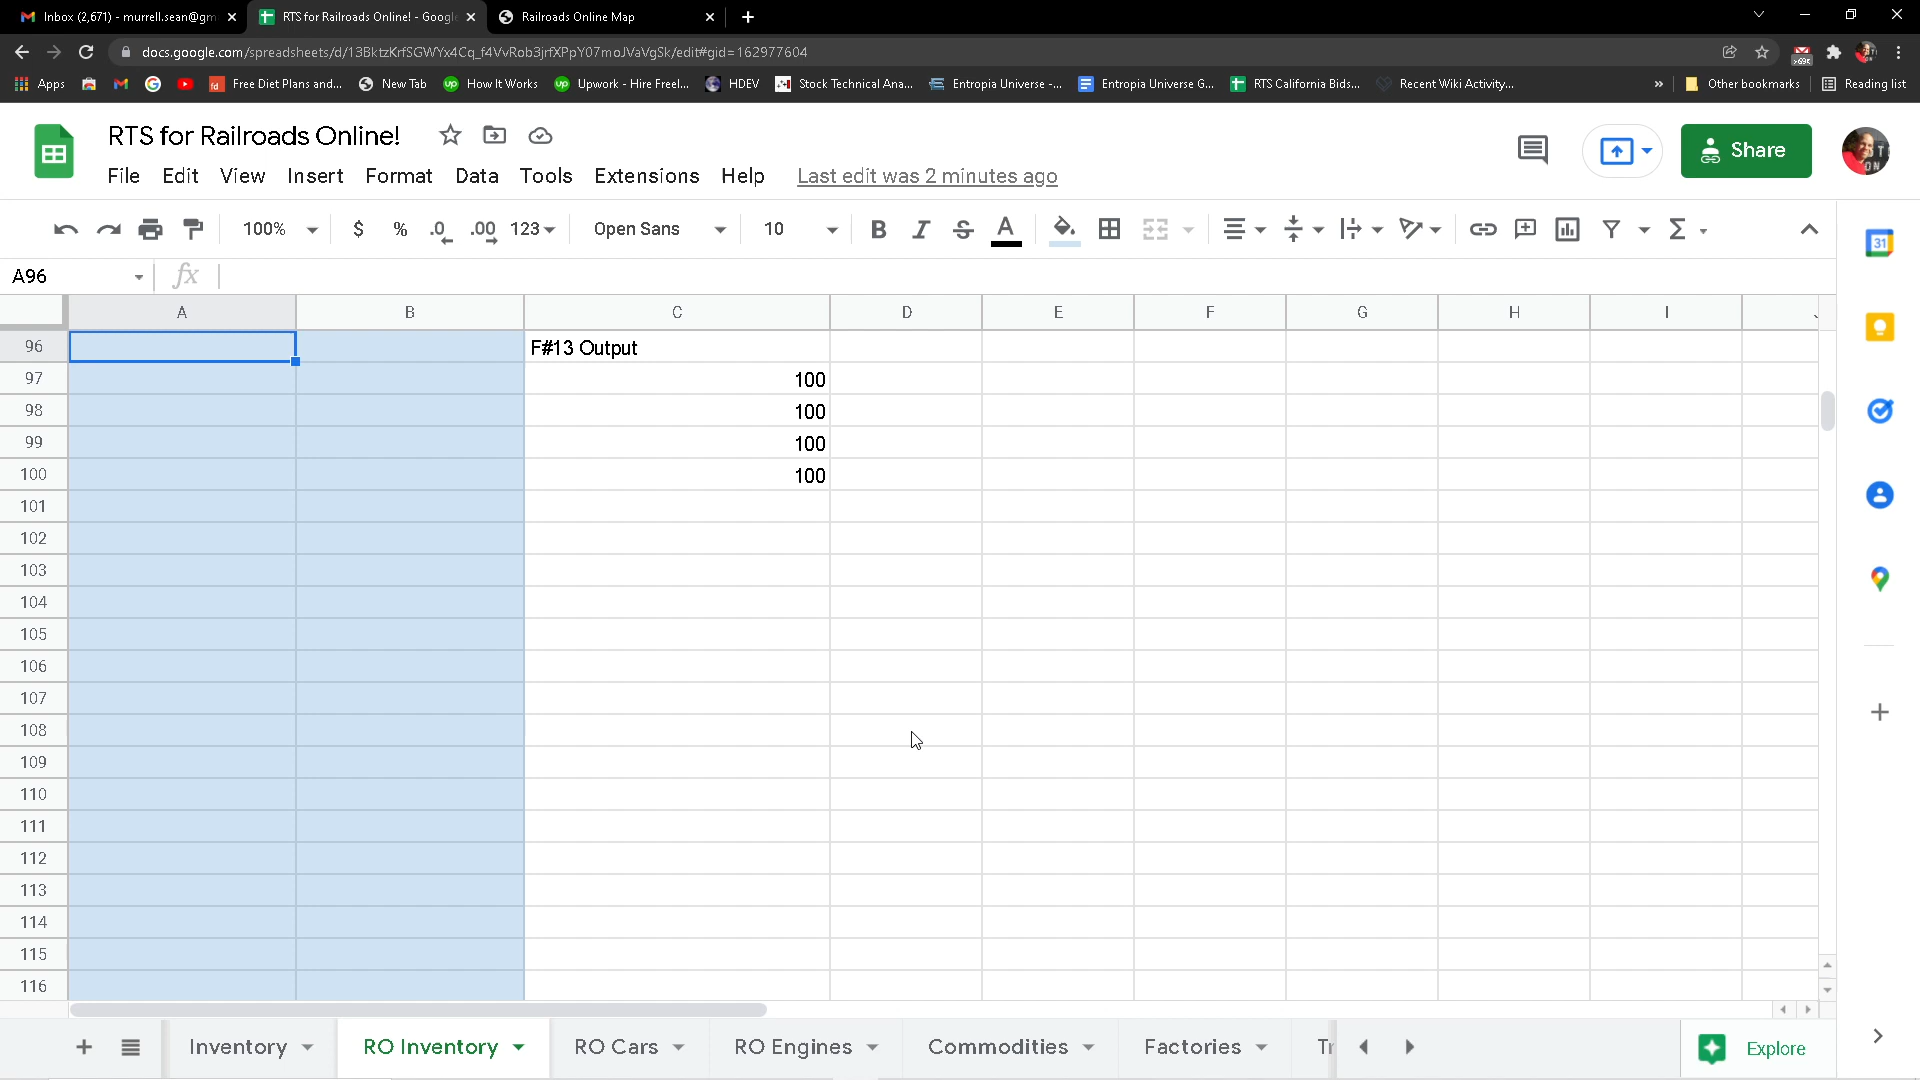 Inbox (2,671) - murrell.sean@gm
RTS for Railroads Online! - Google
Railroads Online Map
docs.google.com/spreadsheets/d/13BktzKrfSGWYx4Cq_f4VvRob3jrfXPpY07moJVaVgSk/edit#gid=162977604
>69€
Apps
Free Diet Plans and...
New Tab
How It Works
Upwork - Hire Freel...
HDEV
Stock Technical Ana...
Entropia Universe -...
Entropia Universe G...
RTS California Bids...
Recent Wiki Activity...
»
Other bookmarks
Reading list
RTS for Railroads Online!
Share
File Edit View Insert Format Data Tools Extensions Help Last edit was 2 minutes ago
100% $ % .0 .00 123 Open Sans 10 B I S A
31
A96 fx
A B C D E F G H I
96 F#13 Output
97 100
98 100
99 100
100 100
101
102
103
104
105
106
107
108
109
110
111
112
113
114
115
116
Inventory RO Inventory RO Cars RO Engines Commodities Factories Tr
Explore